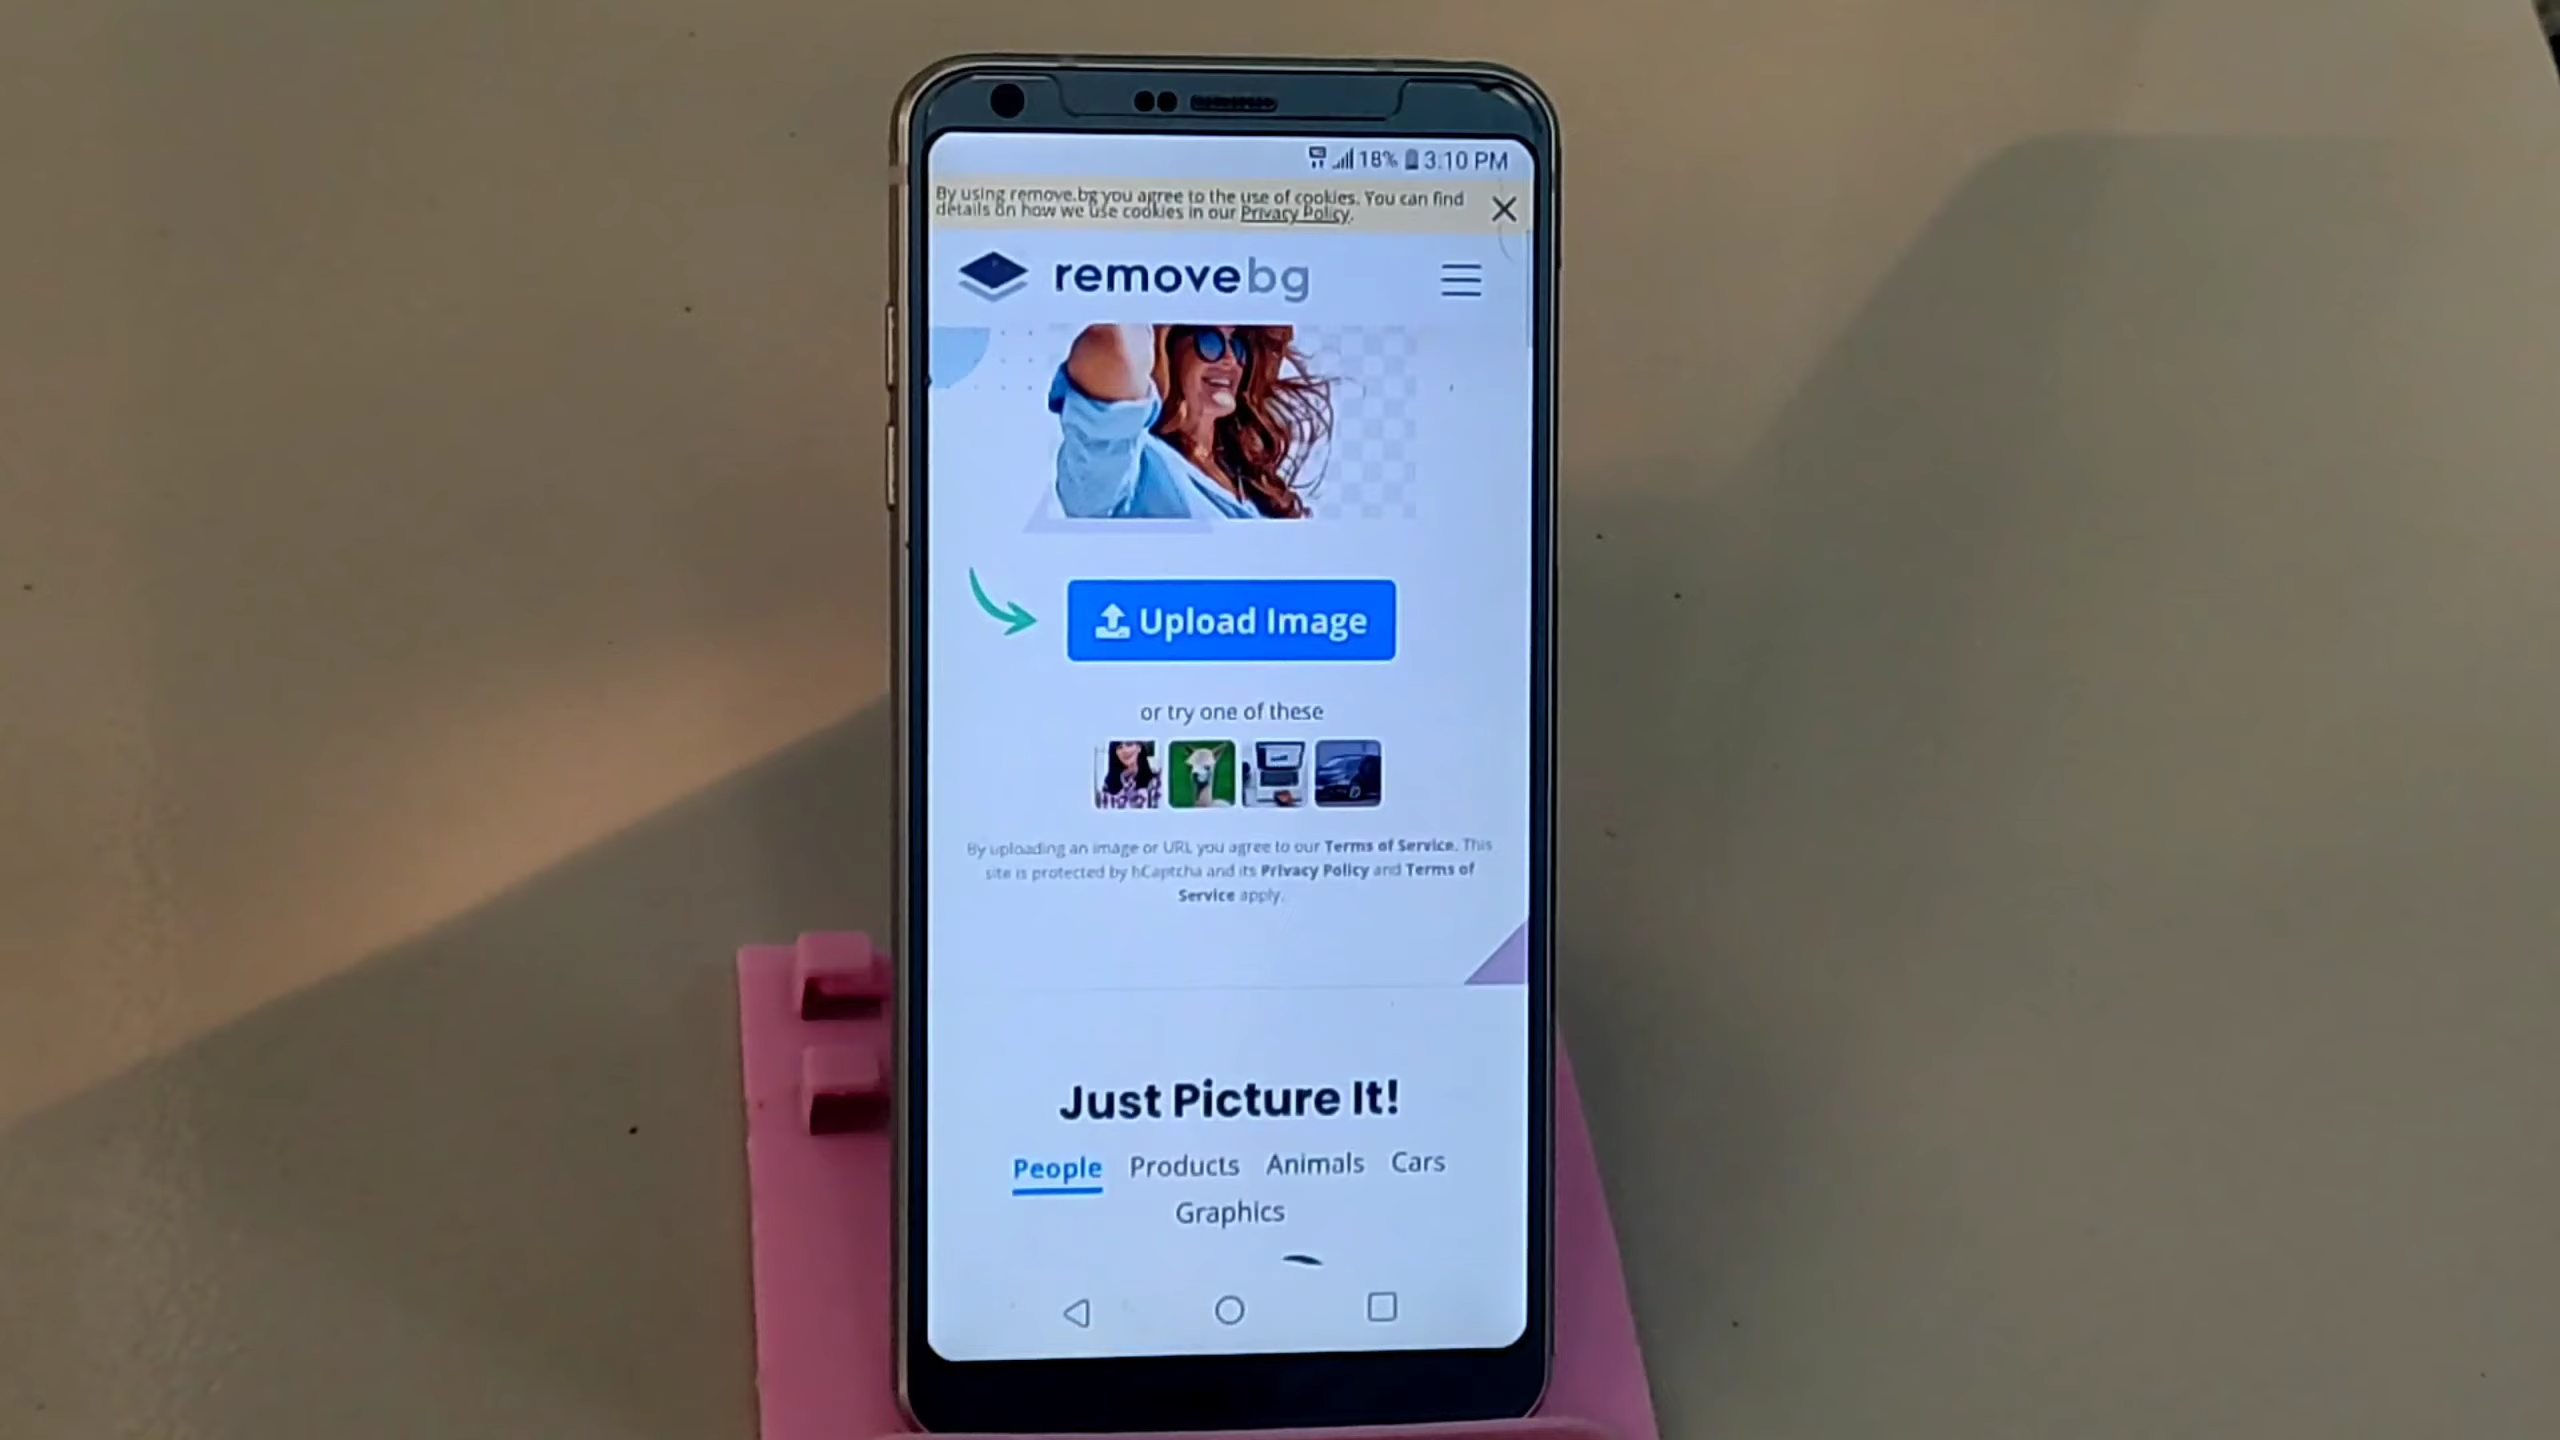 18% 3.10 PM
By using remove.bg you agree to the use of cookies. You can find
details on how we use cookies in our Privacy Policy.
removebg
Upload Image
or try one of these
By uploading an image or URL you agree to our Terms of Service. This
site is protected by hCaptcha and its Privacy Policy and Terms of
Service apply.
Just Picture It!
People Products Animals Cars
Graphics